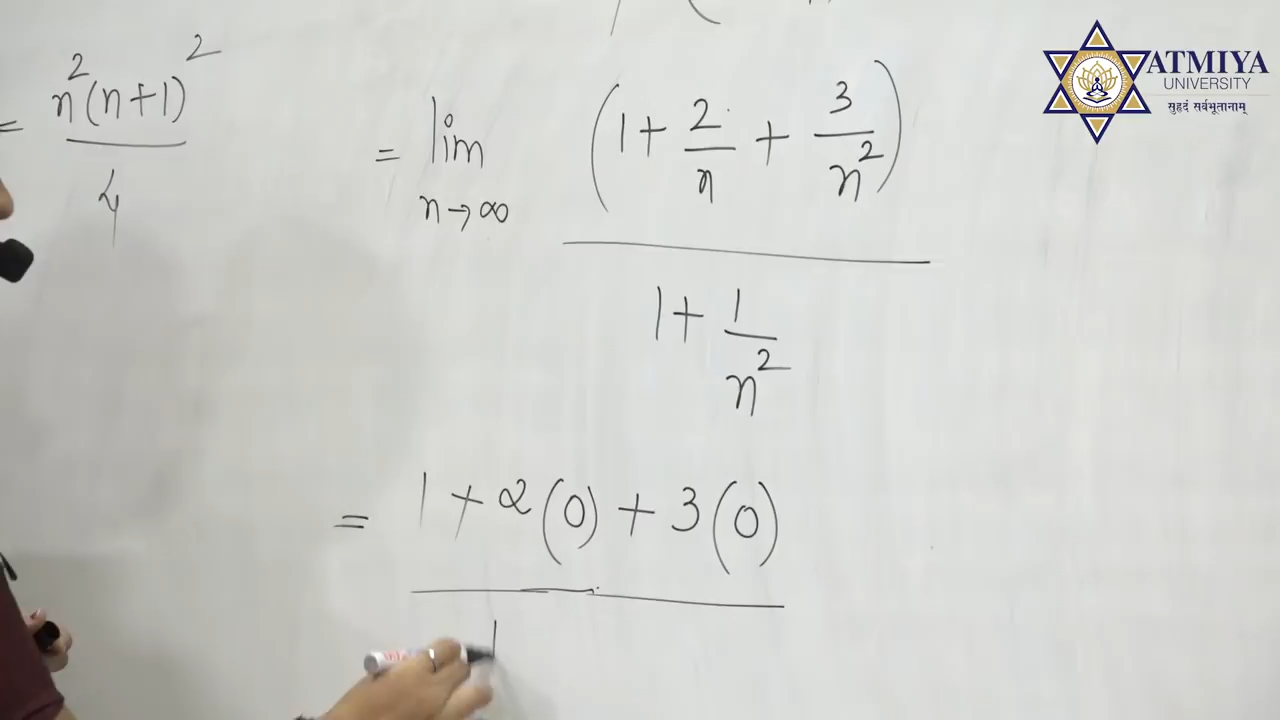 = n²(n+1)² / 4
= lim n→∞ (1 + 2/n + 3/n²) / 1 + 1/n²
= 1 + 2(0) + 3(0) / 1
ATMIYA
UNIVERSITY
सुहृदं सर्वभूतानाम्